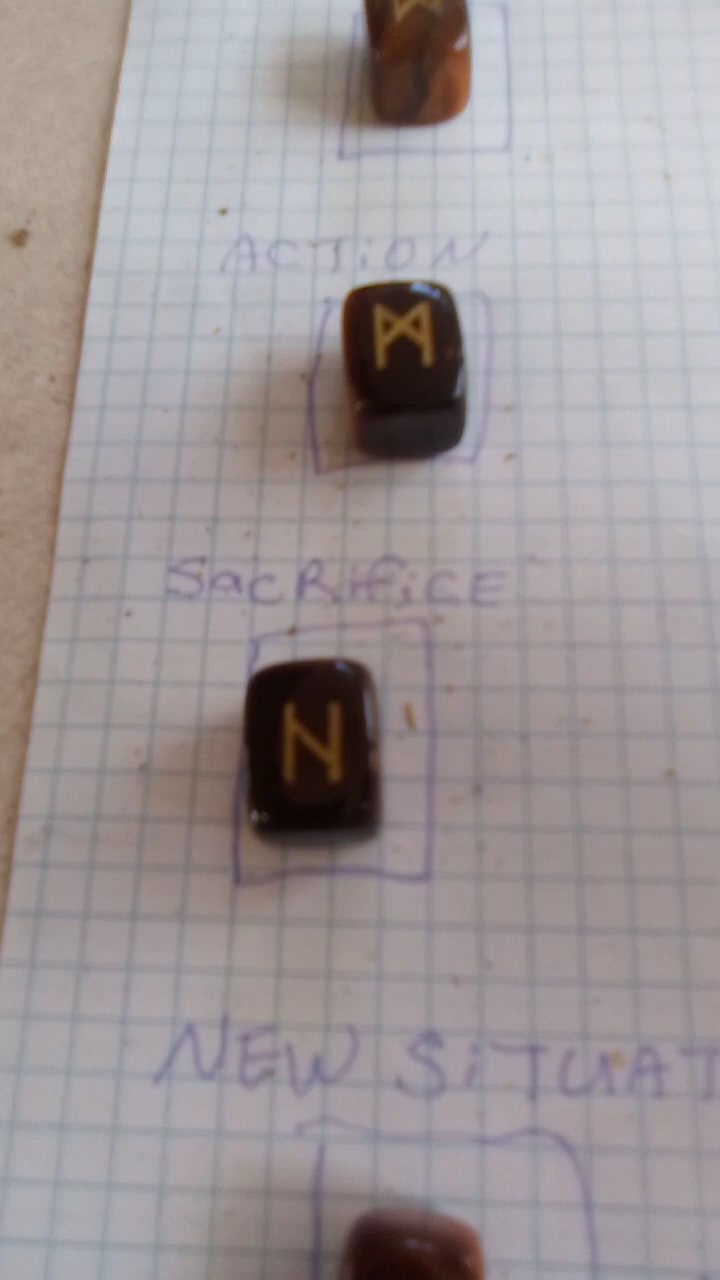 ACTiON
ᛗ
SacRifiCE
ᚺ
NEW SiTUAT